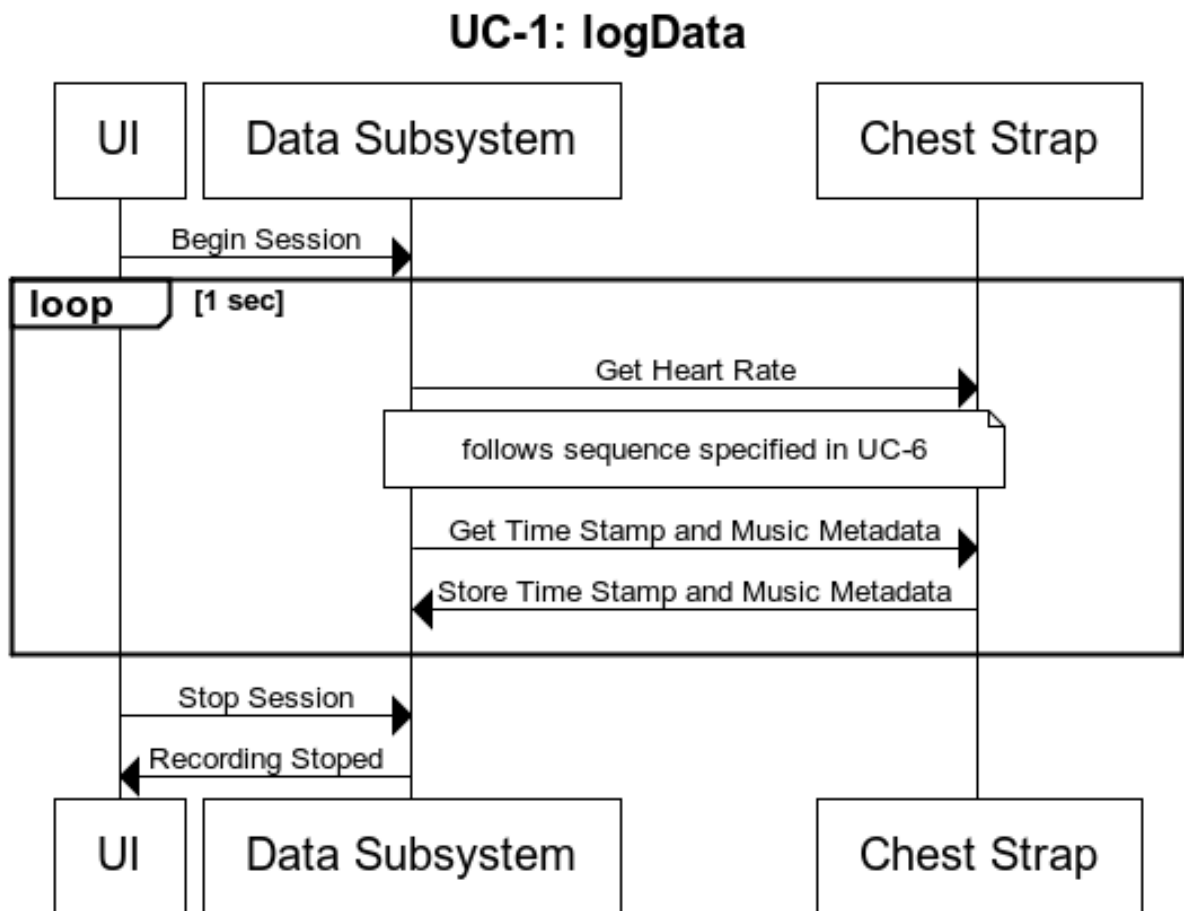 UC-1: logData
UI
Data Subsystem
Chest Strap
Begin Session
loop
[1 sec]
Get Heart Rate
follows sequence specified in UC-6
Get Time Stamp and Music Metadada
Store Time Stamp and Music Metadada
Stop Session
Recording Stoped
UI
Data Subsystem
Chest Strap